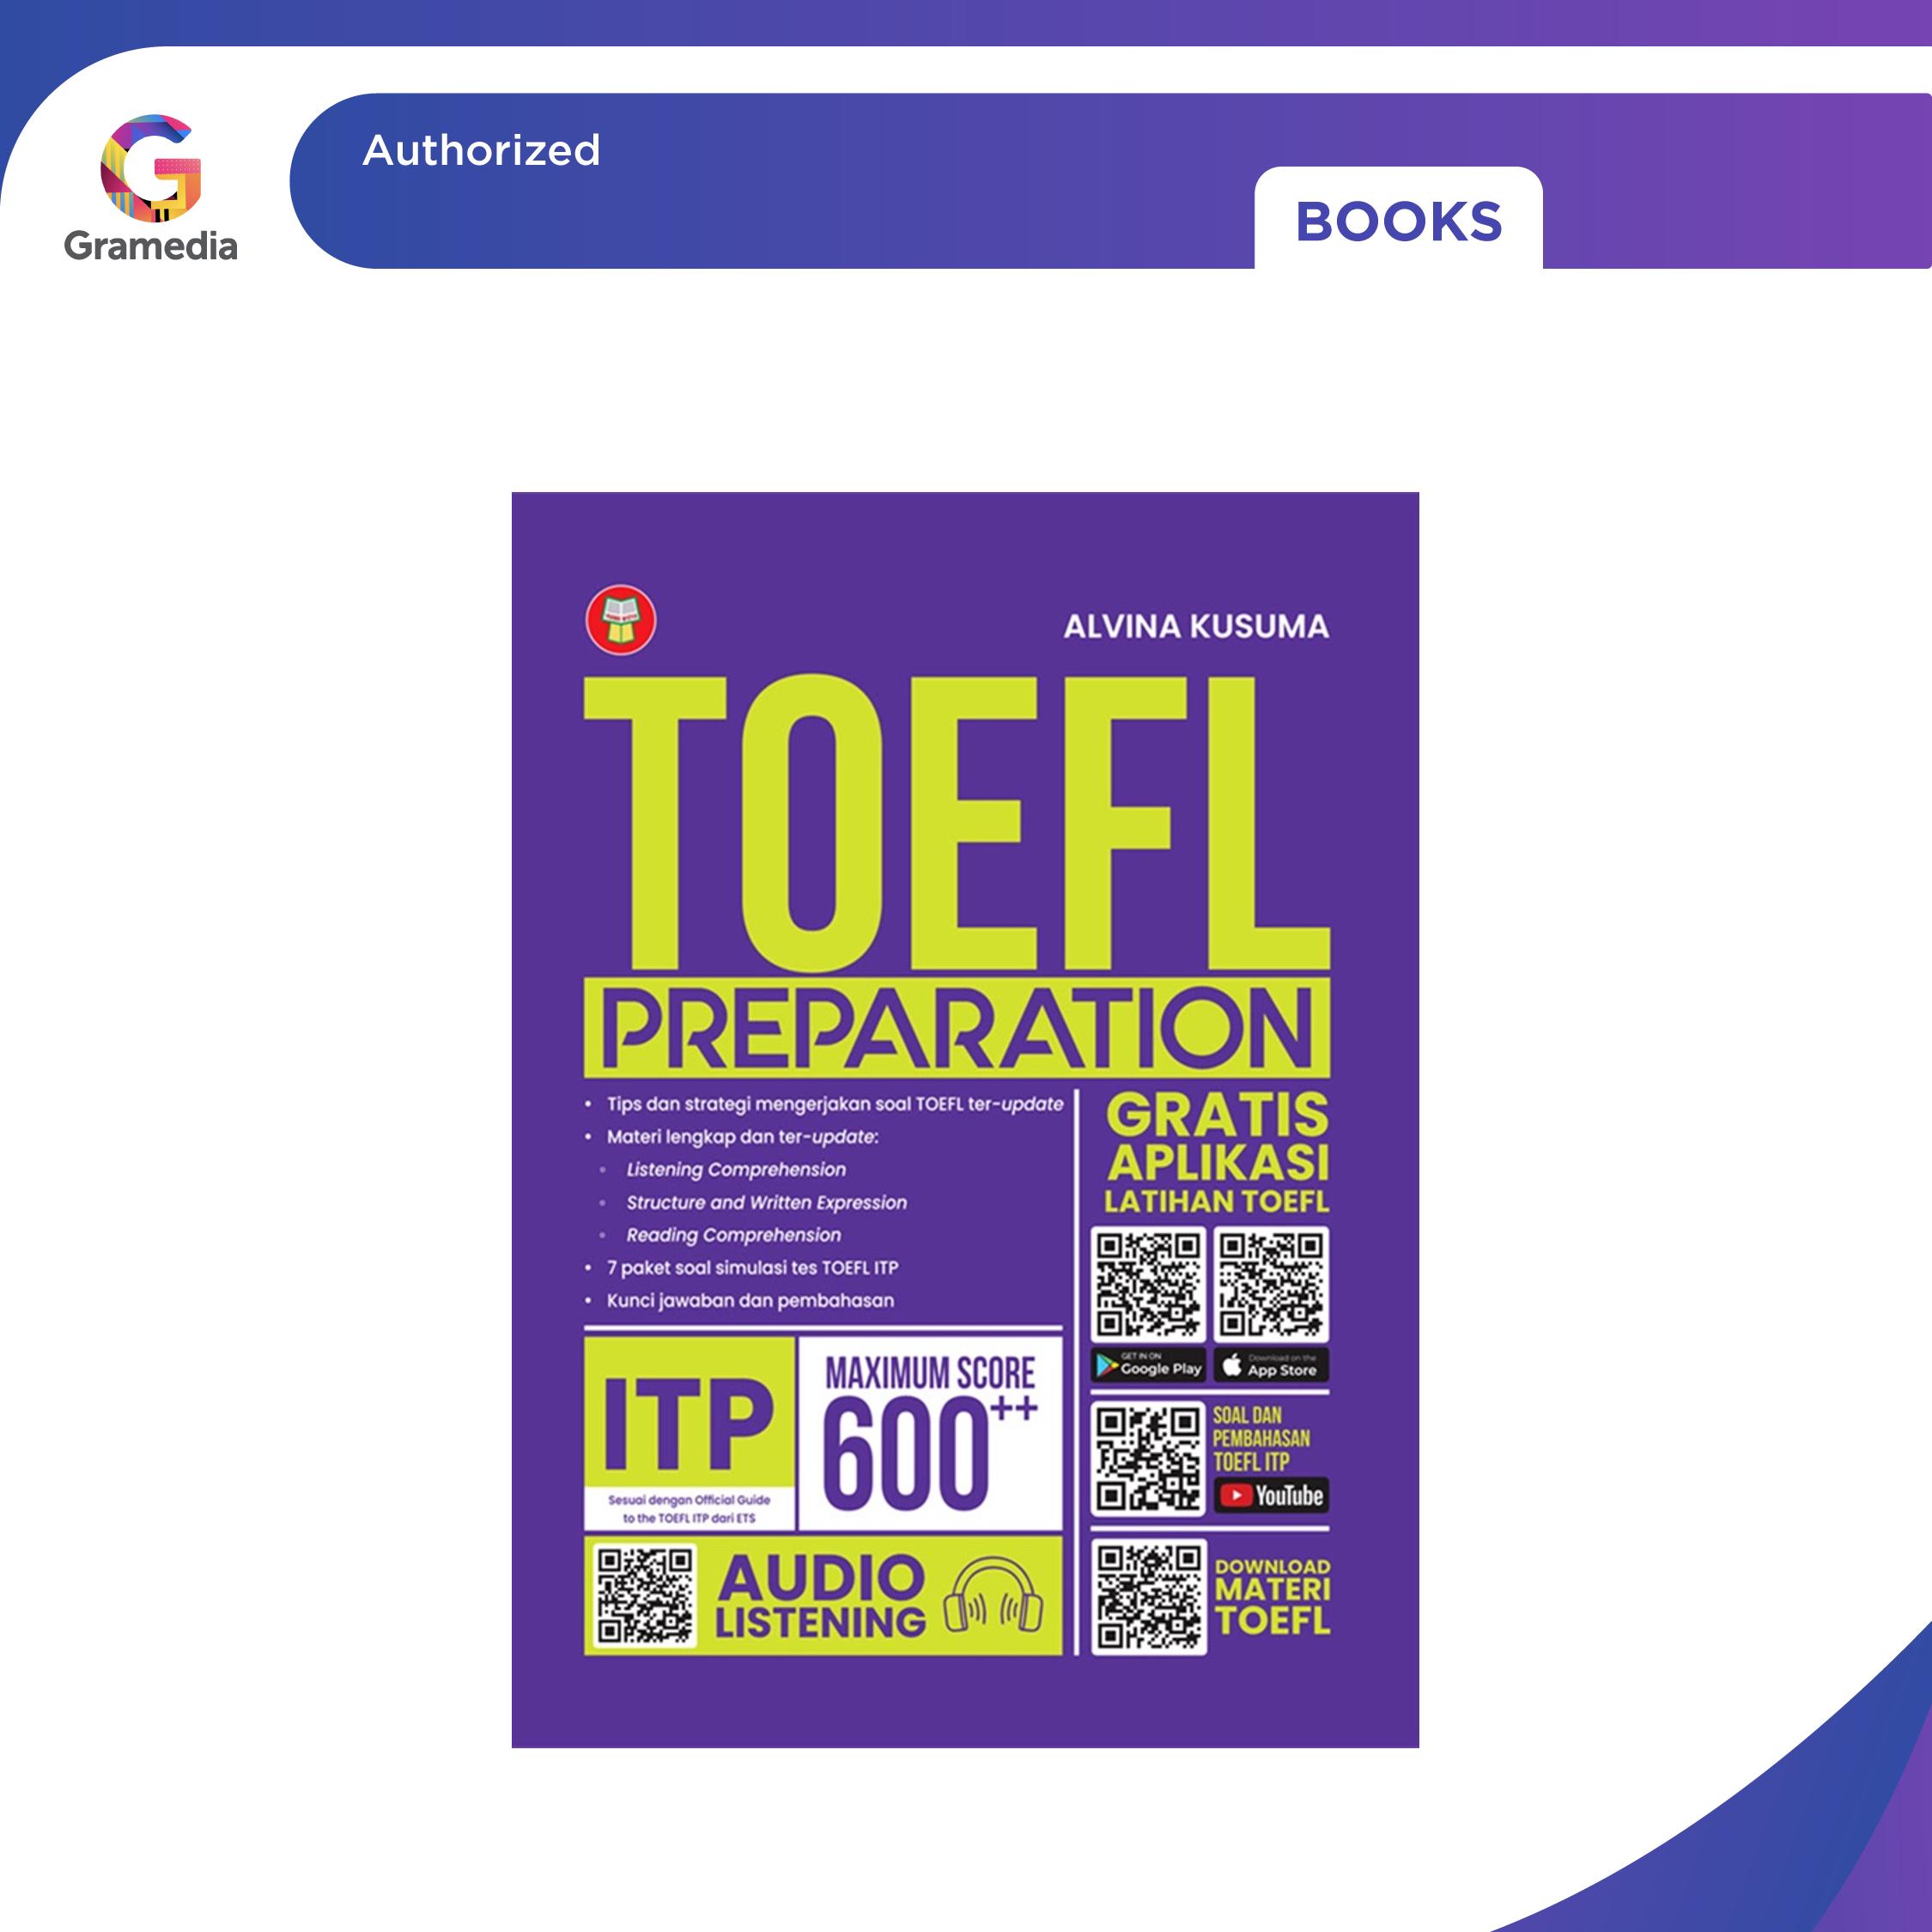 Gramedia
Authorized
BOOKS
ALVINA KUSUMA
TOEFL
PREPARATION
• Tips dan strategi mengerjakan soal TOEFL ter-update
• Materi lengkap dan ter-update:
◦ Listening Comprehension
◦ Structure and Written Expression
◦ Reading Comprehension
• 7 paket soal simulasi tes TOEFL ITP
• Kunci jawaban dan pembahasan
ITP
Sesuai dengan Official Guide
to the TOEFL ITP dari ETS
MAXIMUM SCORE
600++
AUDIO
LISTENING
GRATIS
APLIKASI
LATIHAN TOEFL
GET IN ON
Google Play
Download on the
App Store
SOAL DAN
PEMBAHASAN
TOEFL ITP
YouTube
DOWNLOAD
MATERI
TOEFL